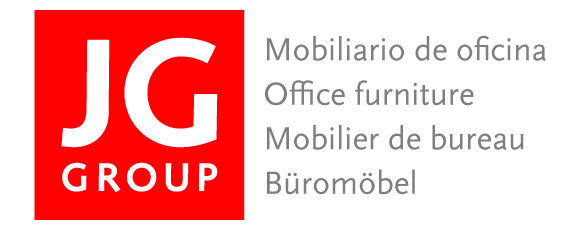 JG
GROUP
Mobiliario de oficina
Office furniture
Mobilier de bureau
Büromöbel